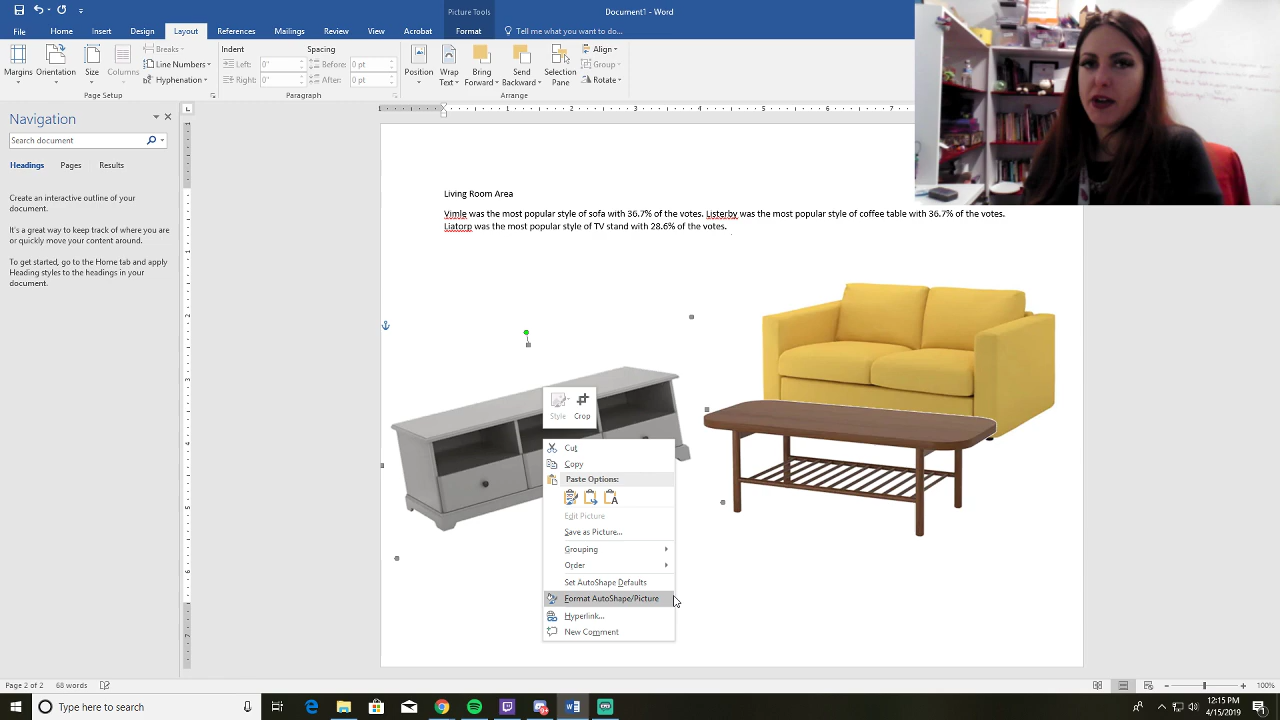 Picture Tools
Document1 - Word
File Home Insert Design Layout References Mailings Review View Acrobat Format Tell me what you want to do...
Breaks
Line Numbers
Hyphenation
Margins Orientation Size Columns
Indent Spacing
Left: 0" Before: 0 pt
Right: 0" After: 0 pt
Position Wrap Text Bring Forward Send Backward Selection Pane
Align
Group
Rotate
Page Setup Paragraph Arrange
Navigation
Search document
Headings Pages Results
Create an interactive outline of your
document.
It's a great way to keep track of where you are
or quickly move your content around.
To get started, go to the Home tab and apply
Heading styles to the headings in your
document.
Living Room Area
Vimle was the most popular style of sofa with 36.7% of the votes. Listerby was the most popular style of coffee table with 36.7% of the votes.
Liatorp was the most popular style of TV stand with 28.6% of the votes.
Style Crop
Cut
Copy
Paste Options:
Edit Picture
Save as Picture...
Grouping
Order
Set AutoShape Defaults
Format AutoShape/Picture
Hyperlink...
New Comment
Page 2 of 2 68 words
100%
Type here to search
12:15 PM
4/15/2019